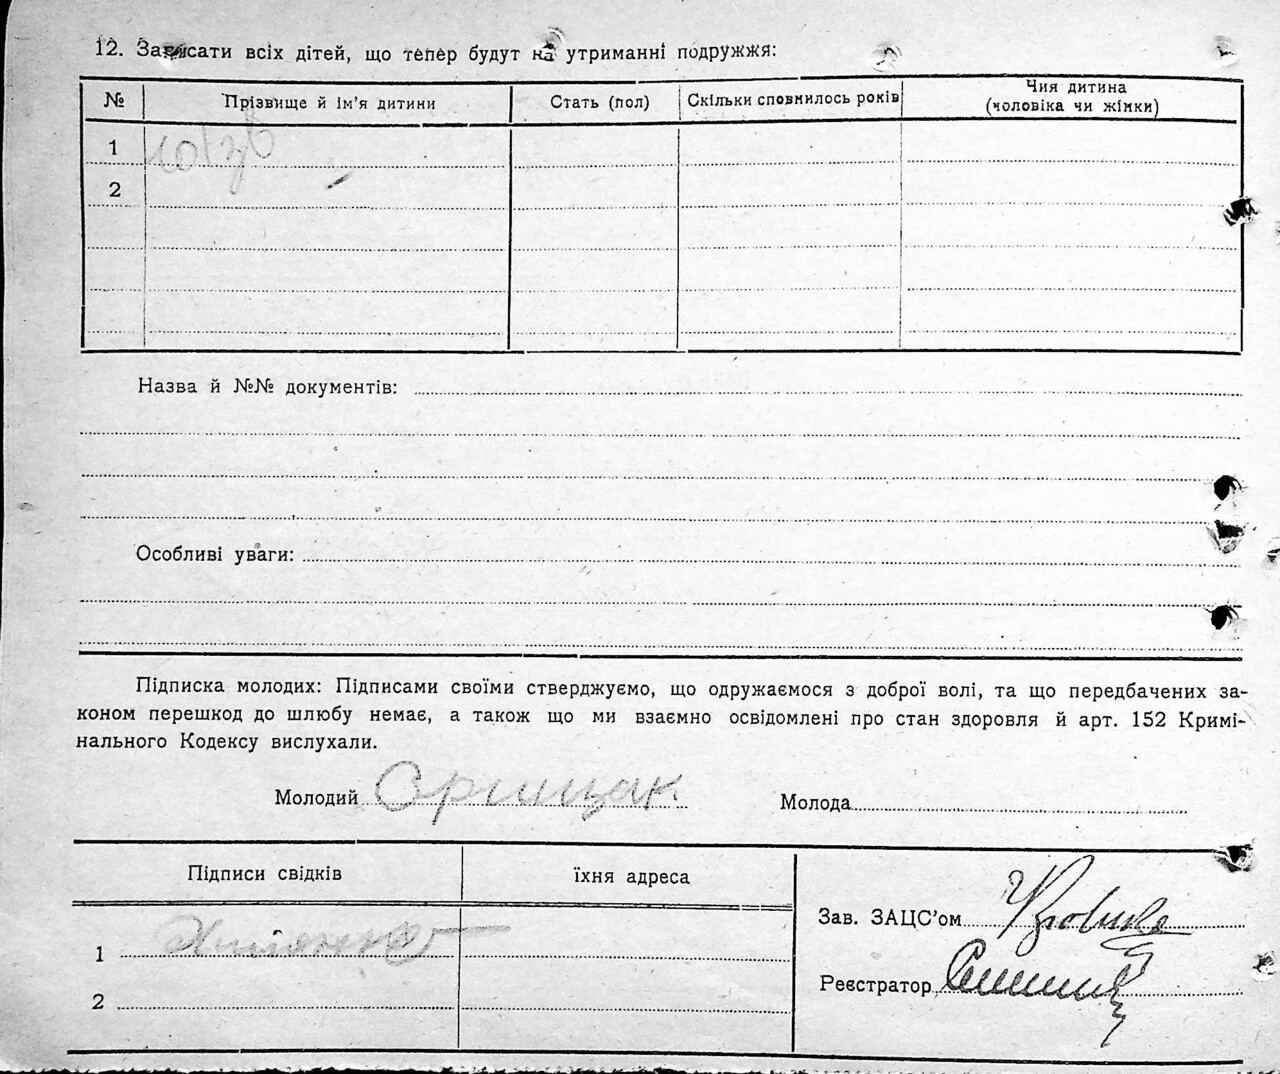 12. Записати всіх дітей, що тепер будут на утриманні подружжя:
№ Прізвище й ім'я дитини Стать (пол) Скільки сповнилось років Чия дитина (чоловіка чи жінки)
1
2
Назва й №№ документів:
Особливі уваги:
Підписка молодих: Підписами своїми стверджуємо, що одружаємося з доброї волі, та що передбачених за-
коном перешкод до шлюбу немає, а також що ми взаємно освідомлені про стан здоровля й арт. 152 Кримі-
нального Кодексу вислухали.
Молодий Молода
Підписи свідків їхня адреса
Зав. ЗАЦС'ом
1
Реєстратор
2